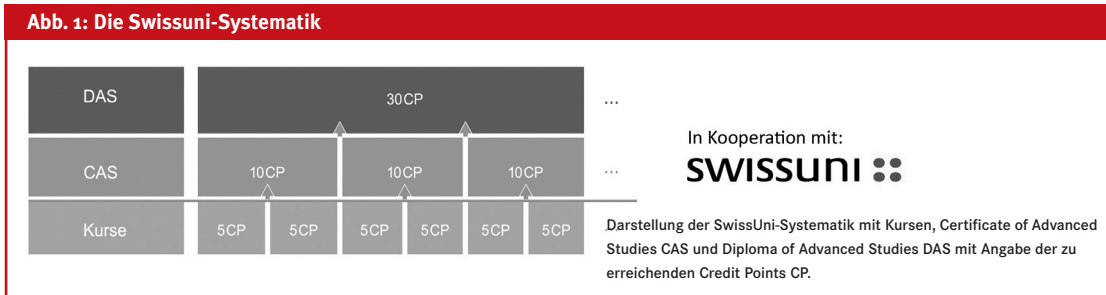 Abb. 1: Die Swissuni-Systematik
DAS
30CP
...
CAS
10CP
10CP
10CP
...
Kurse
5CP
5CP
5CP
5CP
5CP
5CP
...
In Kooperation mit:
swissuni
Darstellung der SwissUni-Systematik mit Kursen, Certificate of Advanced
Studies CAS und Diploma of Advanced Studies DAS mit Angabe der zu
erreichenden Credit Points CP.